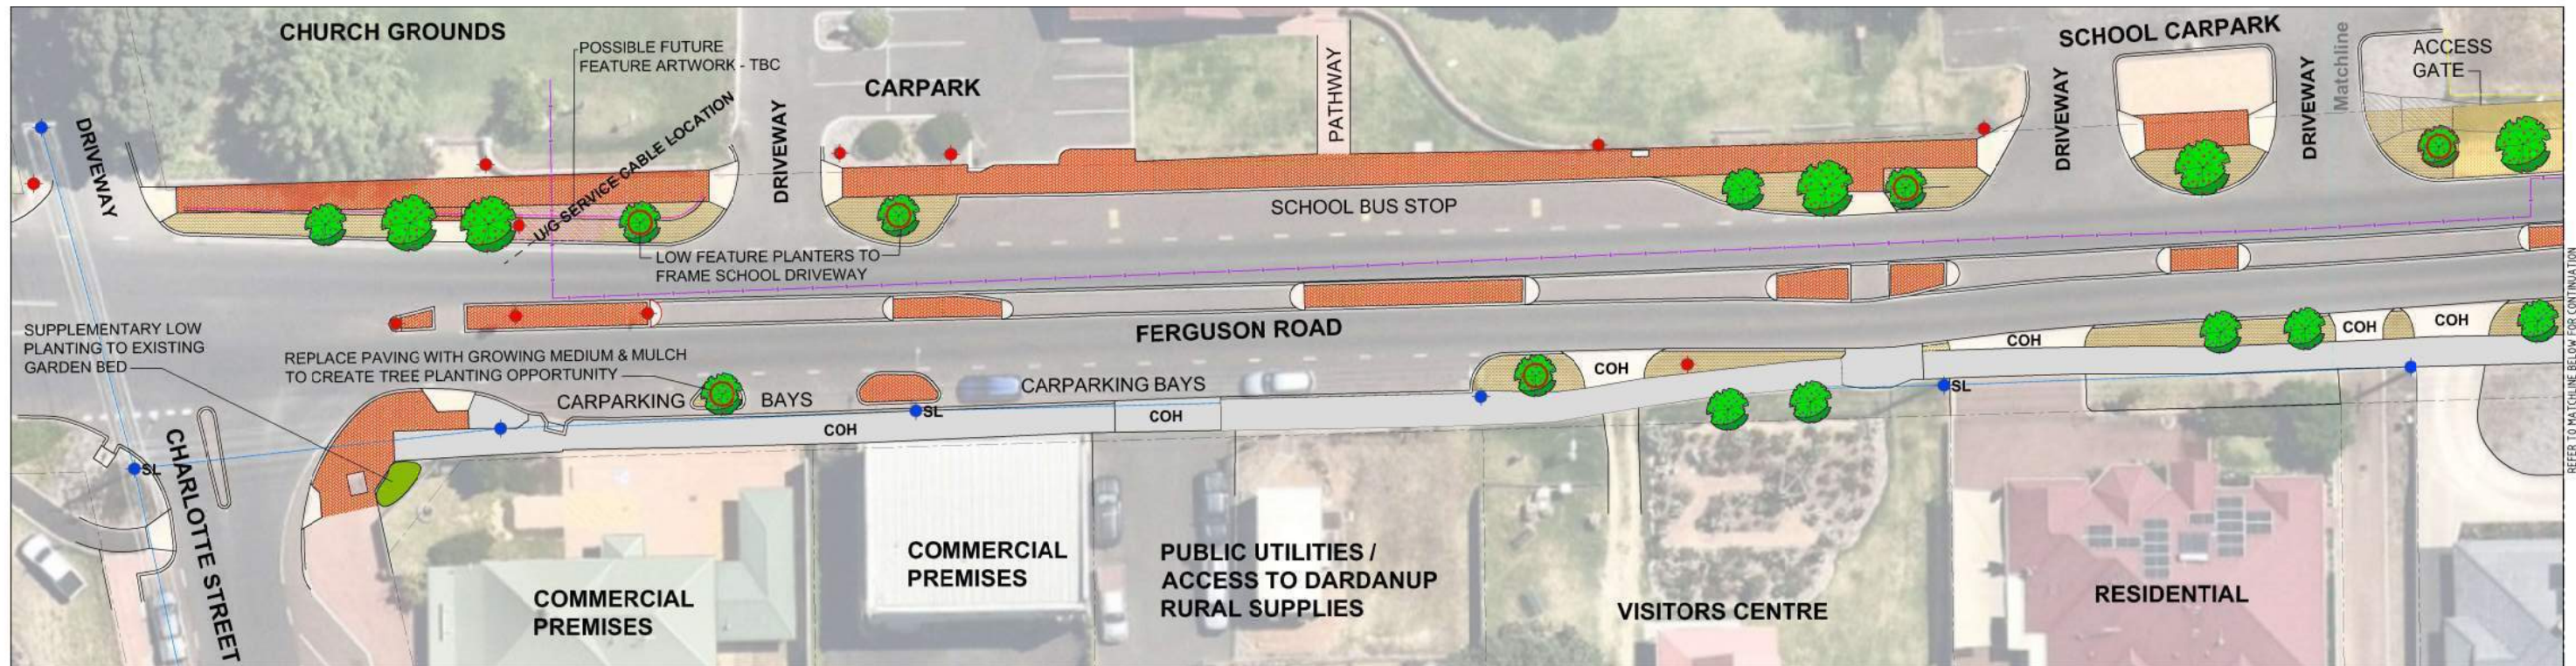 CHURCH GROUNDS
POSSIBLE FUTURE
FEATURE ARTWORK - TBC
CARPARK
PATHWAY
SCHOOL CARPARK
DRIVEWAY
DRIVEWAY
Matchline
ACCESS
GATE
DRIVEWAY
U/G SERVICE CABLE LOCATION
DRIVEWAY
SCHOOL BUS STOP
LOW FEATURE PLANTERS TO
FRAME SCHOOL DRIVEWAY
REFER TO MATCHLINE BELOW FOR CONTINUATION
SUPPLEMENTARY LOW
PLANTING TO EXISTING
GARDEN BED
FERGUSON ROAD
REPLACE PAVING WITH GROWING MEDIUM & MULCH
TO CREATE TREE PLANTING OPPORTUNITY
CARPARKING
BAYS
CARPARKING BAYS
COH
COH
COH
COH
SL
SL
COH
COH
SL
CHARLOTTE STREET
COMMERCIAL
PREMISES
COMMERCIAL
PREMISES
PUBLIC UTILITIES /
ACCESS TO DARDANUP
RURAL SUPPLIES
VISITORS CENTRE
RESIDENTIAL